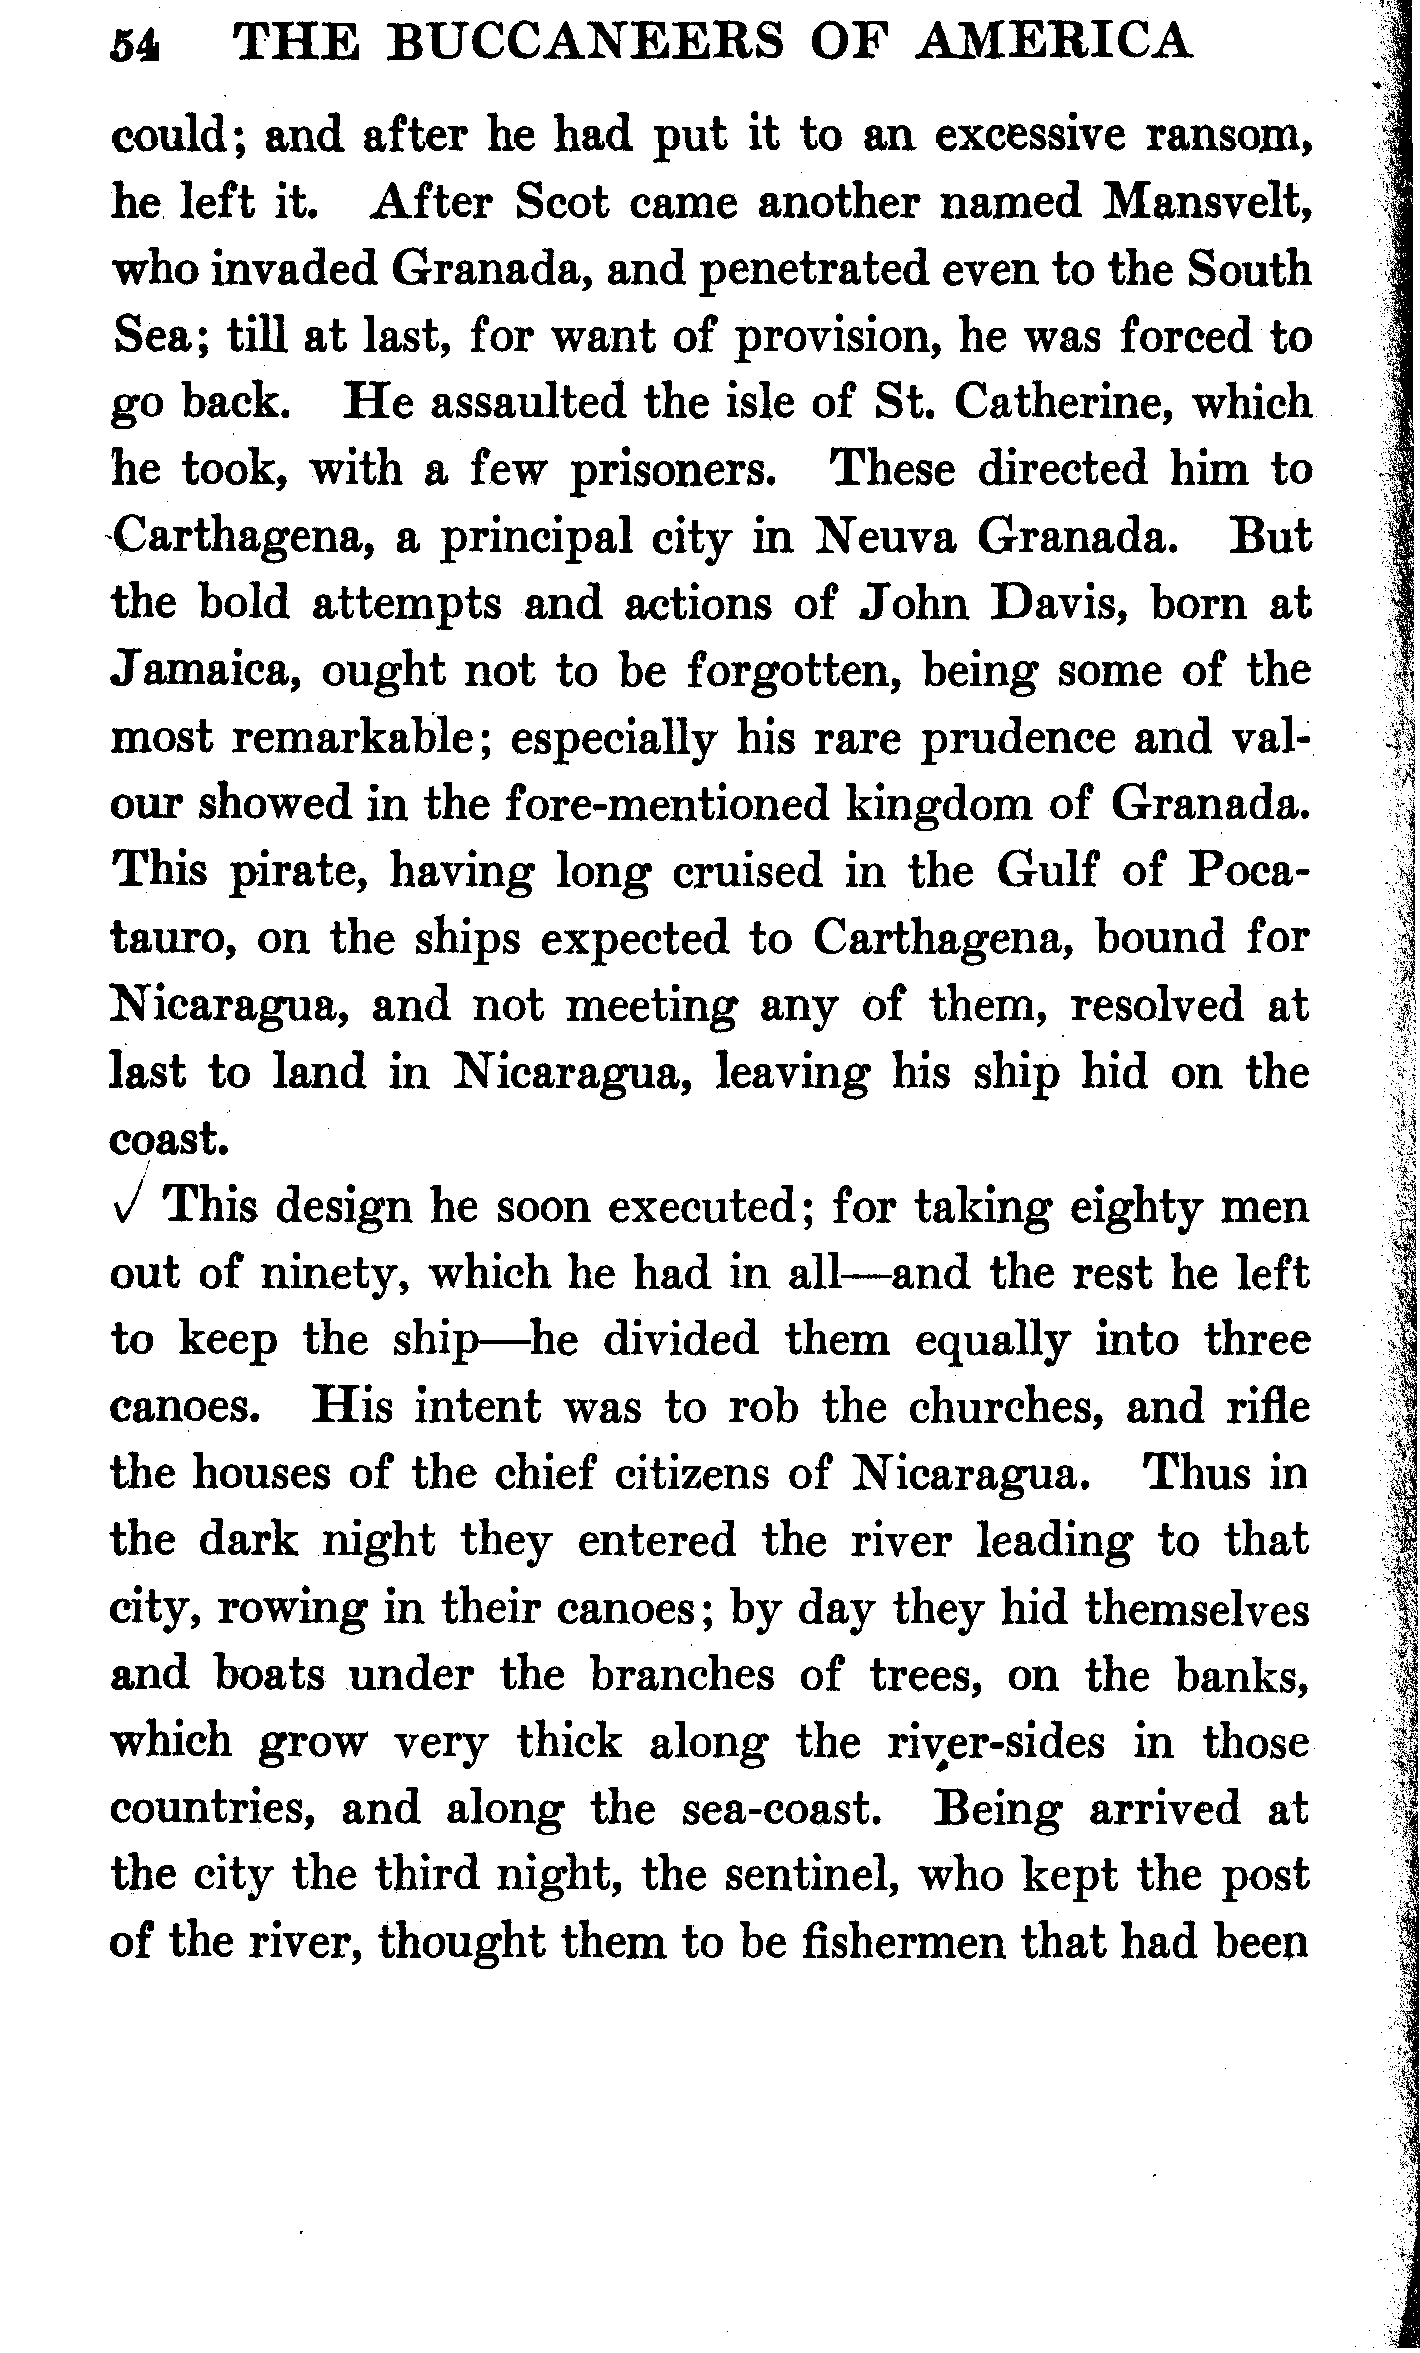 54 THE BUCCANEERS OF AMERICA
could; and after he had put it to an excessive ransom,
he left it. After Scot came another named Mansvelt,
who invaded Granada, and penetrated even to the South
Sea; till at last, for want of provision, he was forced to
go back. He assaulted the isle of St. Catherine, which
he took, with a few prisoners. These directed him to
Carthagena, a principal city in Neuva Granada. But
the bold attempts and actions of John Davis, born at
Jamaica, ought not to be forgotten, being some of the
most remarkable; especially his rare prudence and val-
our showed in the fore-mentioned kingdom of Granada.
This pirate, having long cruised in the Gulf of Poca-
tauro, on the ships expected to Carthagena, bound for
Nicaragua, and not meeting any of them, resolved at
last to land in Nicaragua, leaving his ship hid on the
coast.
√ This design he soon executed; for taking eighty men
out of ninety, which he had in all—and the rest he left
to keep the ship—he divided them equally into three
canoes. His intent was to rob the churches, and rifle
the houses of the chief citizens of Nicaragua. Thus in
the dark night they entered the river leading to that
city, rowing in their canoes; by day they hid themselves
and boats under the branches of trees, on the banks,
which grow very thick along the river-sides in those
countries, and along the sea-coast. Being arrived at
the city the third night, the sentinel, who kept the post
of the river, thought them to be fishermen that had been